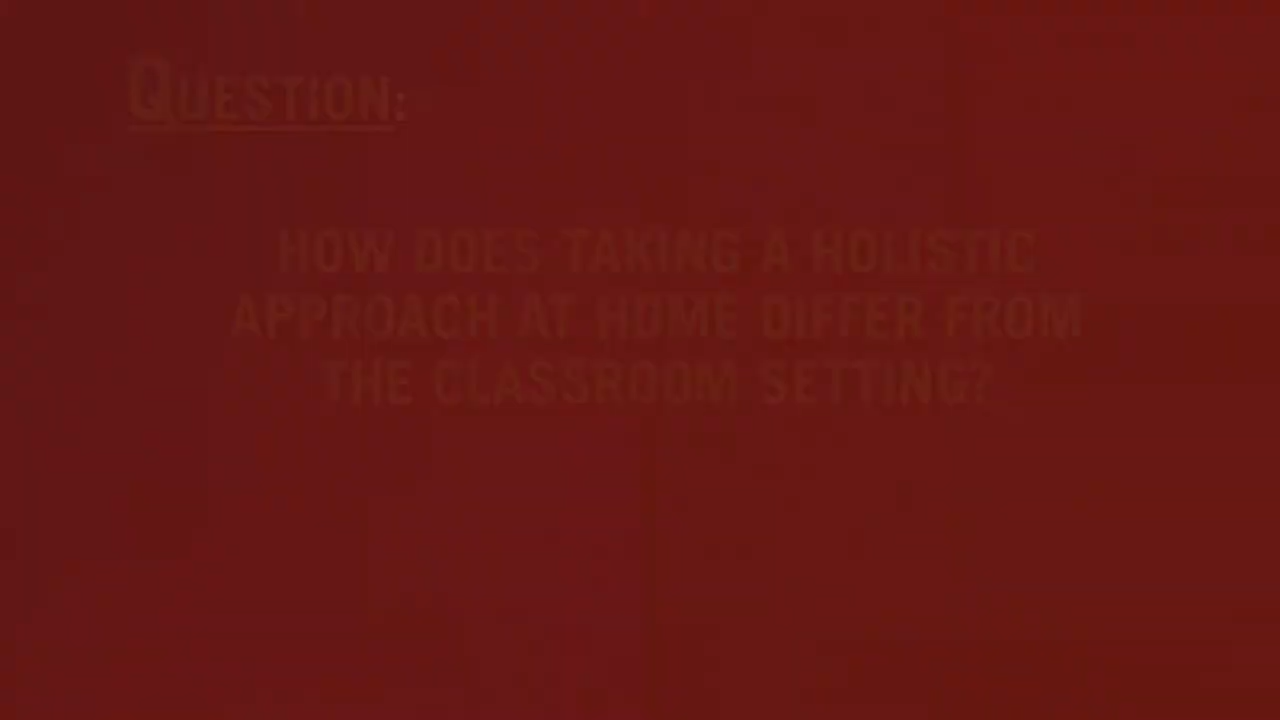 QUESTION:
HOW DOES TAKING A HOLISTIC
APPROACH AT HOME DIFFER FROM
THE CLASSROOM SETTING?